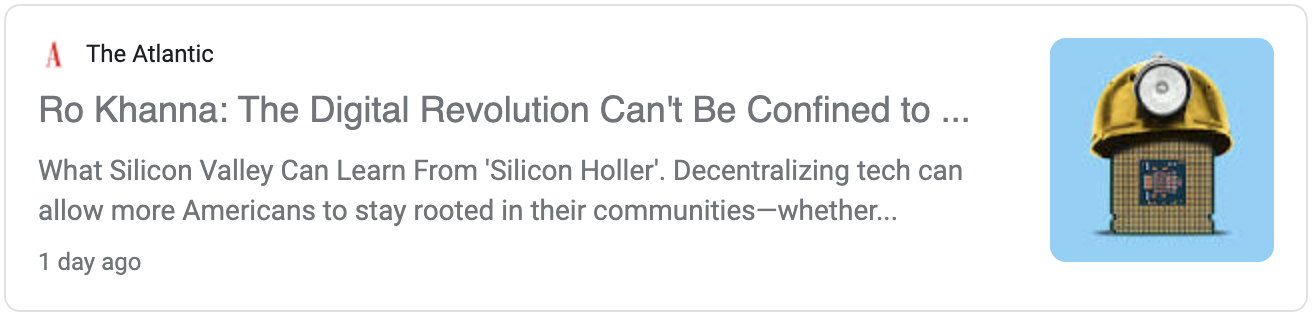 A The Atlantic
Ro Khanna: The Digital Revolution Can't Be Confined to ...
What Silicon Valley Can Learn From 'Silicon Holler'. Decentralizing tech can
allow more Americans to stay rooted in their communities—whether...
1 day ago